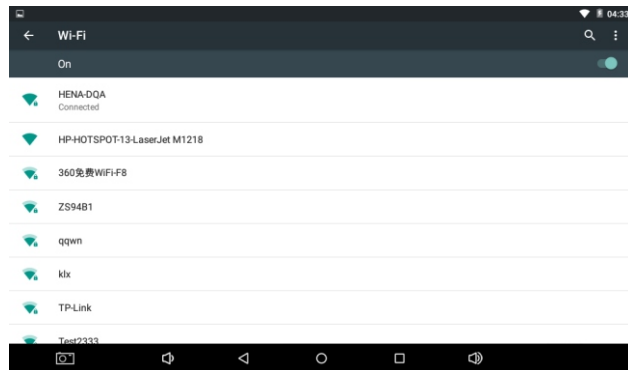 04:33
Wi-Fi
On
HENA-DQA
Connected
HP-HOTSPOT-13-LaserJet M1218
360免费WiFi-F8
ZS94B1
qqwn
klx
TP-Link
Test2333